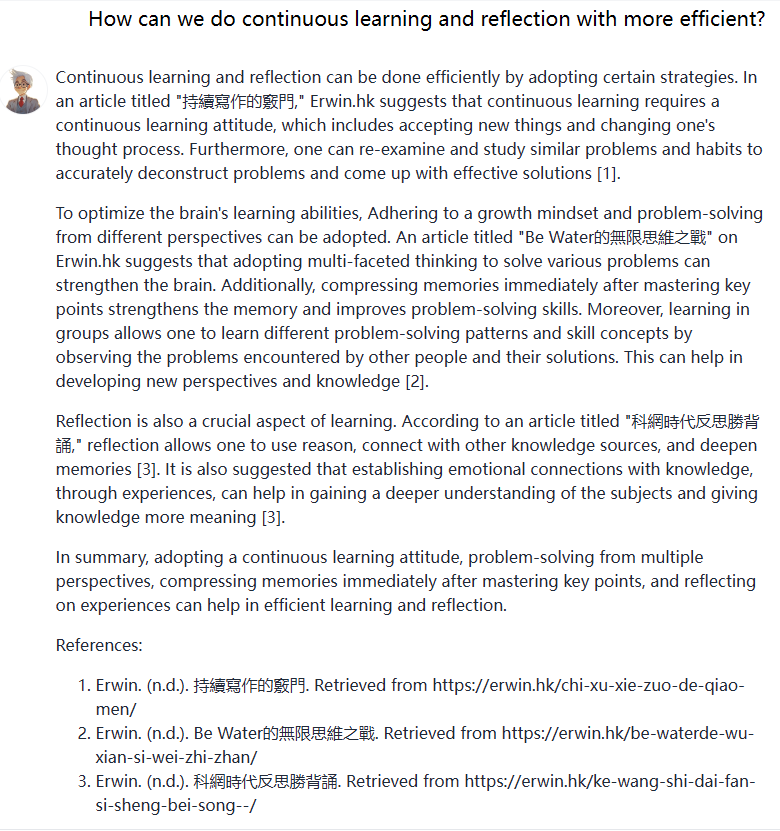 How can we do continuous learning and reflection with more efficient?
Continuous learning and reflection can be done efficiently by adopting certain strategies. In
an article titled "持續寫作的竅門," Erwin.hk suggests that continuous learning requires a
continuous learning attitude, which includes accepting new things and changing one's
thought process. Furthermore, one can re-examine and study similar problems and habits to
accurately deconstruct problems and come up with effective solutions [1].
To optimize the brain's learning abilities, Adhering to a growth mindset and problem-solving
from different perspectives can be adopted. An article titled "Be Water的無限思維之戰" on
Erwin.hk suggests that adopting multi-faceted thinking to solve various problems can
strengthen the brain. Additionally, compressing memories immediately after mastering key
points strengthens the memory and improves problem-solving skills. Moreover, learning in
groups allows one to learn different problem-solving patterns and skill concepts by
observing the problems encountered by other people and their solutions. This can help in
developing new perspectives and knowledge [2].
Reflection is also a crucial aspect of learning. According to an article titled "科網時代反思勝背
誦," reflection allows one to use reason, connect with other knowledge sources, and deepen
memories [3]. It is also suggested that establishing emotional connections with knowledge,
through experiences, can help in gaining a deeper understanding of the subjects and giving
knowledge more meaning [3].
In summary, adopting a continuous learning attitude, problem-solving from multiple
perspectives, compressing memories immediately after mastering key points, and reflecting
on experiences can help in efficient learning and reflection.
References:
1. Erwin. (n.d.). 持續寫作的竅門. Retrieved from https://erwin.hk/chi-xu-xie-zuo-de-qiao-
men/
2. Erwin. (n.d.). Be Water的無限思維之戰. Retrieved from https://erwin.hk/be-waterde-wu-
xian-si-wei-zhi-zhan/
3. Erwin. (n.d.). 科網時代反思勝背誦. Retrieved from https://erwin.hk/ke-wang-shi-dai-fan-
si-sheng-bei-song--/